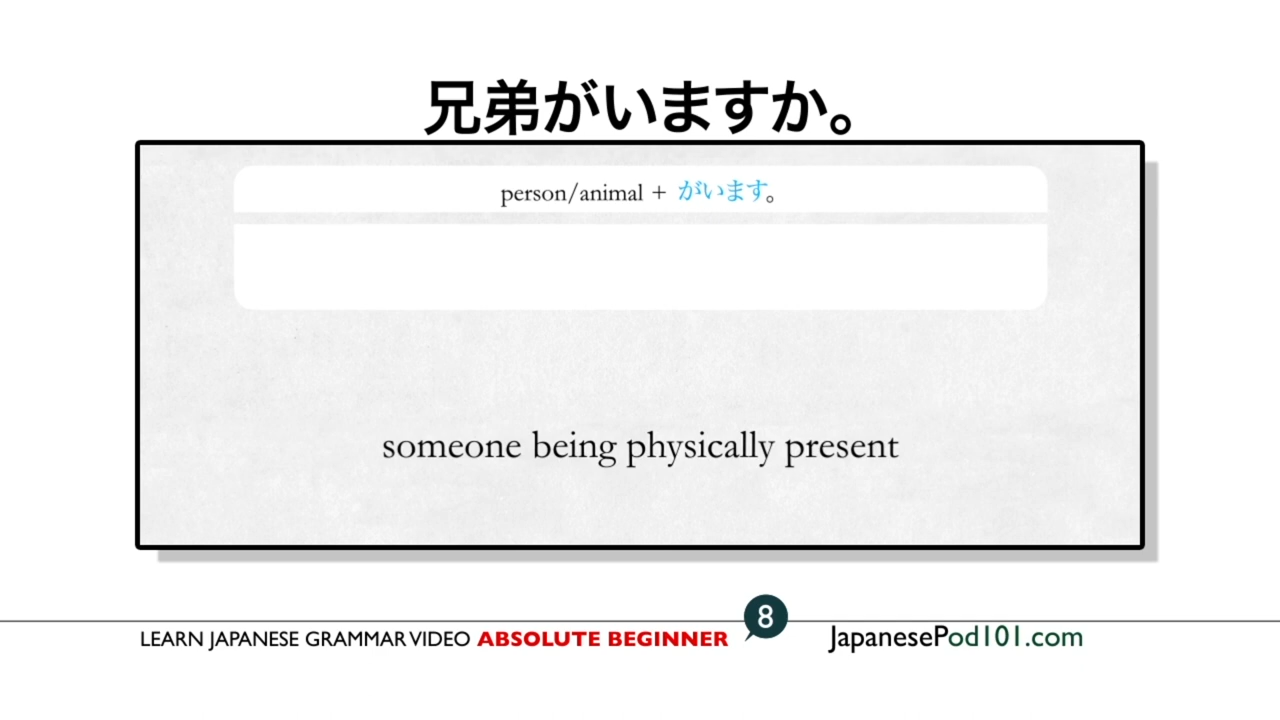 兄弟がいますか。
person/animal + がいます。
someone being physically present
8
LEARN JAPANESE GRAMMAR VIDEO ABSOLUTE BEGINNER JapanesePod101.com